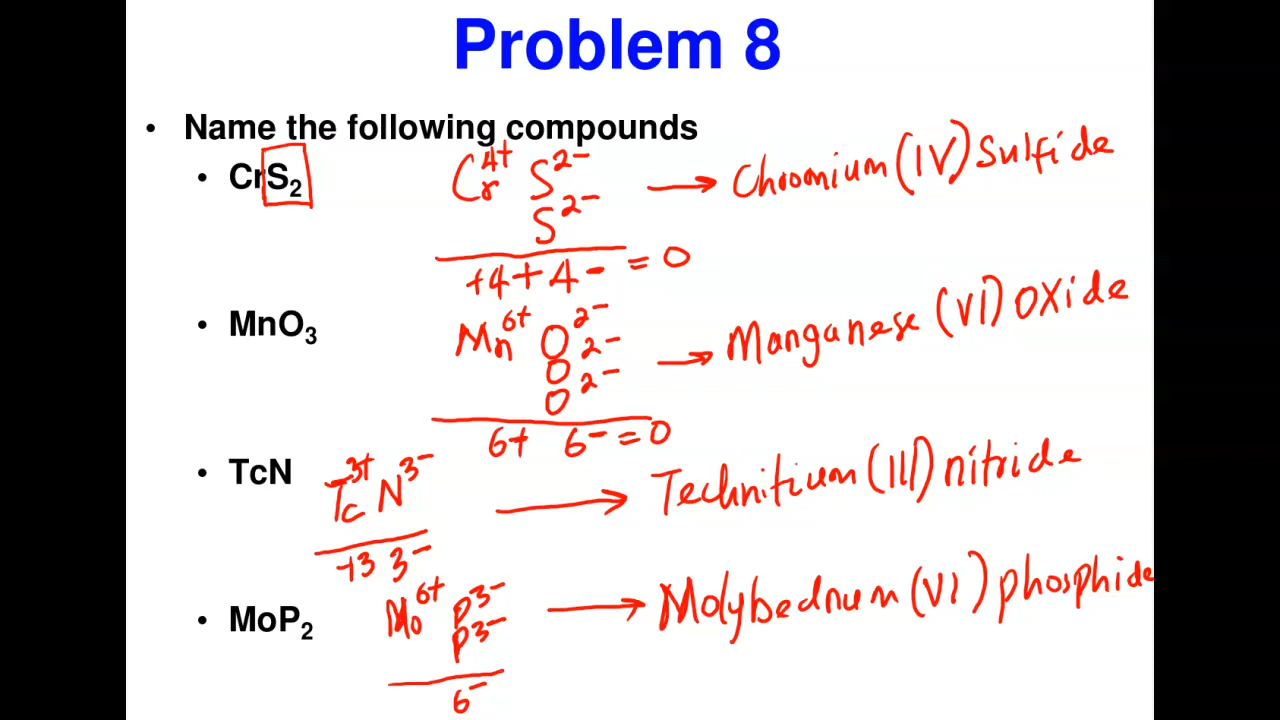 Problem 8
• Name the following compounds
• CrS₂ Cr⁴⁺ S²⁻ → Chromium (IV) Sulfide
S²⁻
+4 + 4- = 0
• MnO₃ Mn⁶⁺ O²⁻ → Manganese (VI) Oxide
O²⁻
O²⁻
6+ 6- = 0
• TcN Tc³⁺ N³⁻ → Technitium (III) nitride
+3 3-
• MoP₂ Mo⁶⁺ P³⁻ → Molybednum (VI) phosphide
P³⁻
6-